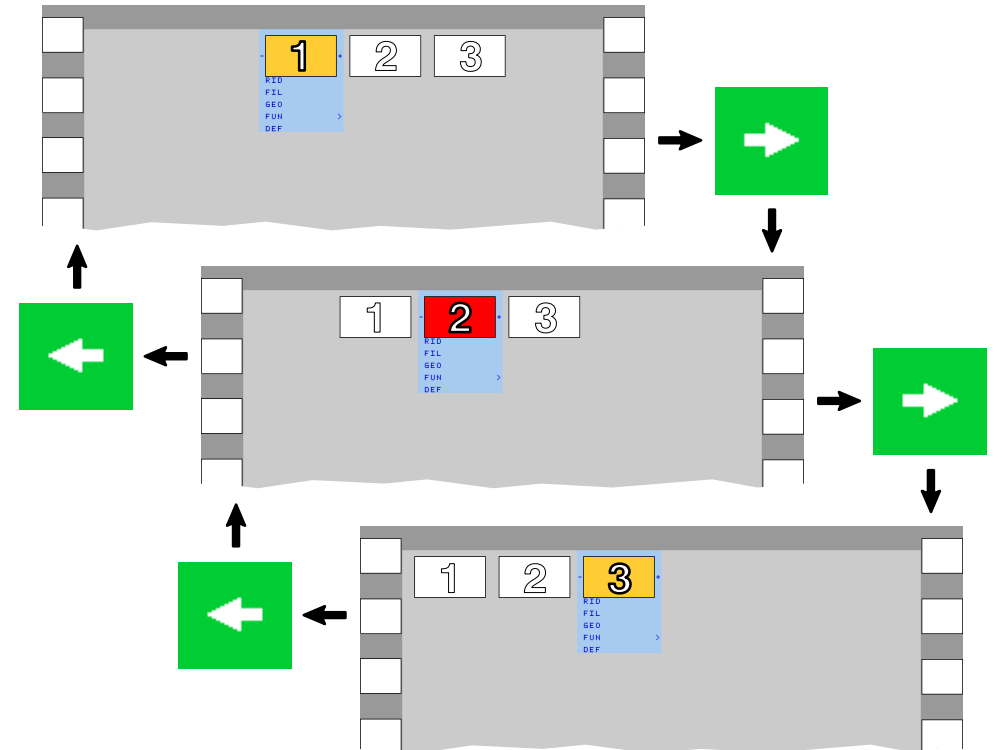 1 2 3
- +
RID
FIL
GEO
FUN >
DEF
1 2 3
- +
RID
FIL
GEO
FUN >
DEF
1 2 3
- +
RID
FIL
GEO
FUN >
DEF